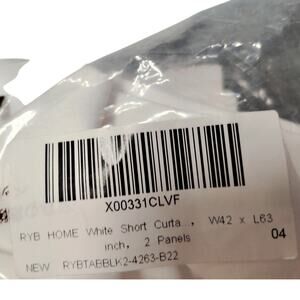 X00331CLVF
RYB HOME White Short Curta..., W42 x L63
inch, 2 Panels
04
NEW RYBTABBLK2-4263-B22